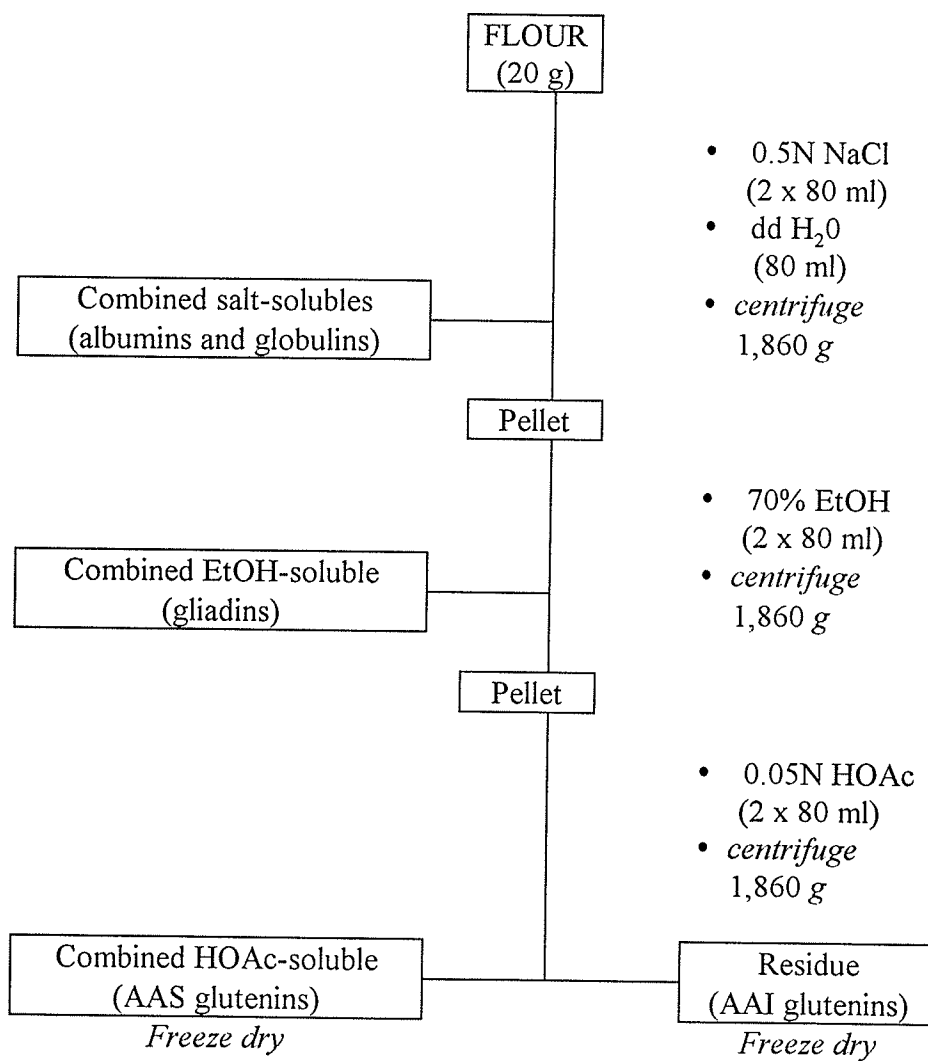 FLOUR
(20 g)
• 0.5N NaCl
(2 x 80 ml)
• dd H₂0
(80 ml)
• centrifuge
1,860 g
Combined salt-solubles
(albumins and globulins)
Pellet
• 70% EtOH
(2 x 80 ml)
• centrifuge
1,860 g
Combined EtOH-soluble
(gliadins)
Pellet
• 0.05N HOAc
(2 x 80 ml)
• centrifuge
1,860 g
Combined HOAc-soluble
(AAS glutenins)
Freeze dry
Residue
(AAI glutenins)
Freeze dry